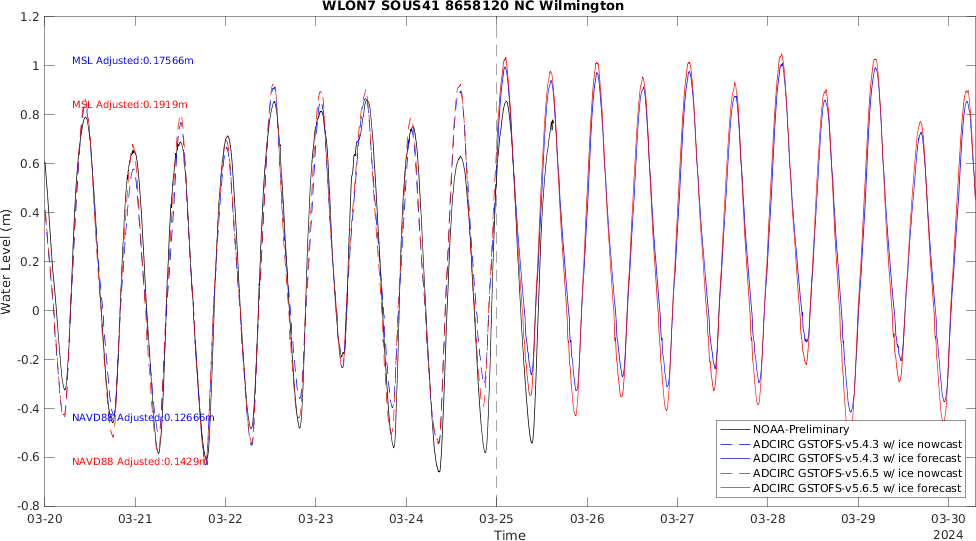 WLON7 SOUS41 8658120 NC Wilmington
1.2
1
0.8
0.6
0.4
0.2
0
-0.2
-0.4
-0.6
-0.8
Water Level (m)
MSL Adjusted:0.17566m
MSL Adjusted:0.1919m
NAVD88 Adjusted:0.12666m
NAVD88 Adjusted:0.1429m
NOAA-Preliminary
ADCIRC GSTOFS-v5.4.3 w/ ice nowcast
ADCIRC GSTOFS-v5.4.3 w/ ice forecast
ADCIRC GSTOFS-v5.6.5 w/ ice nowcast
ADCIRC GSTOFS-v5.6.5 w/ ice forecast
03-20 03-21 03-22 03-23 03-24 03-25 03-26 03-27 03-28 03-29 03-30
2024
Time